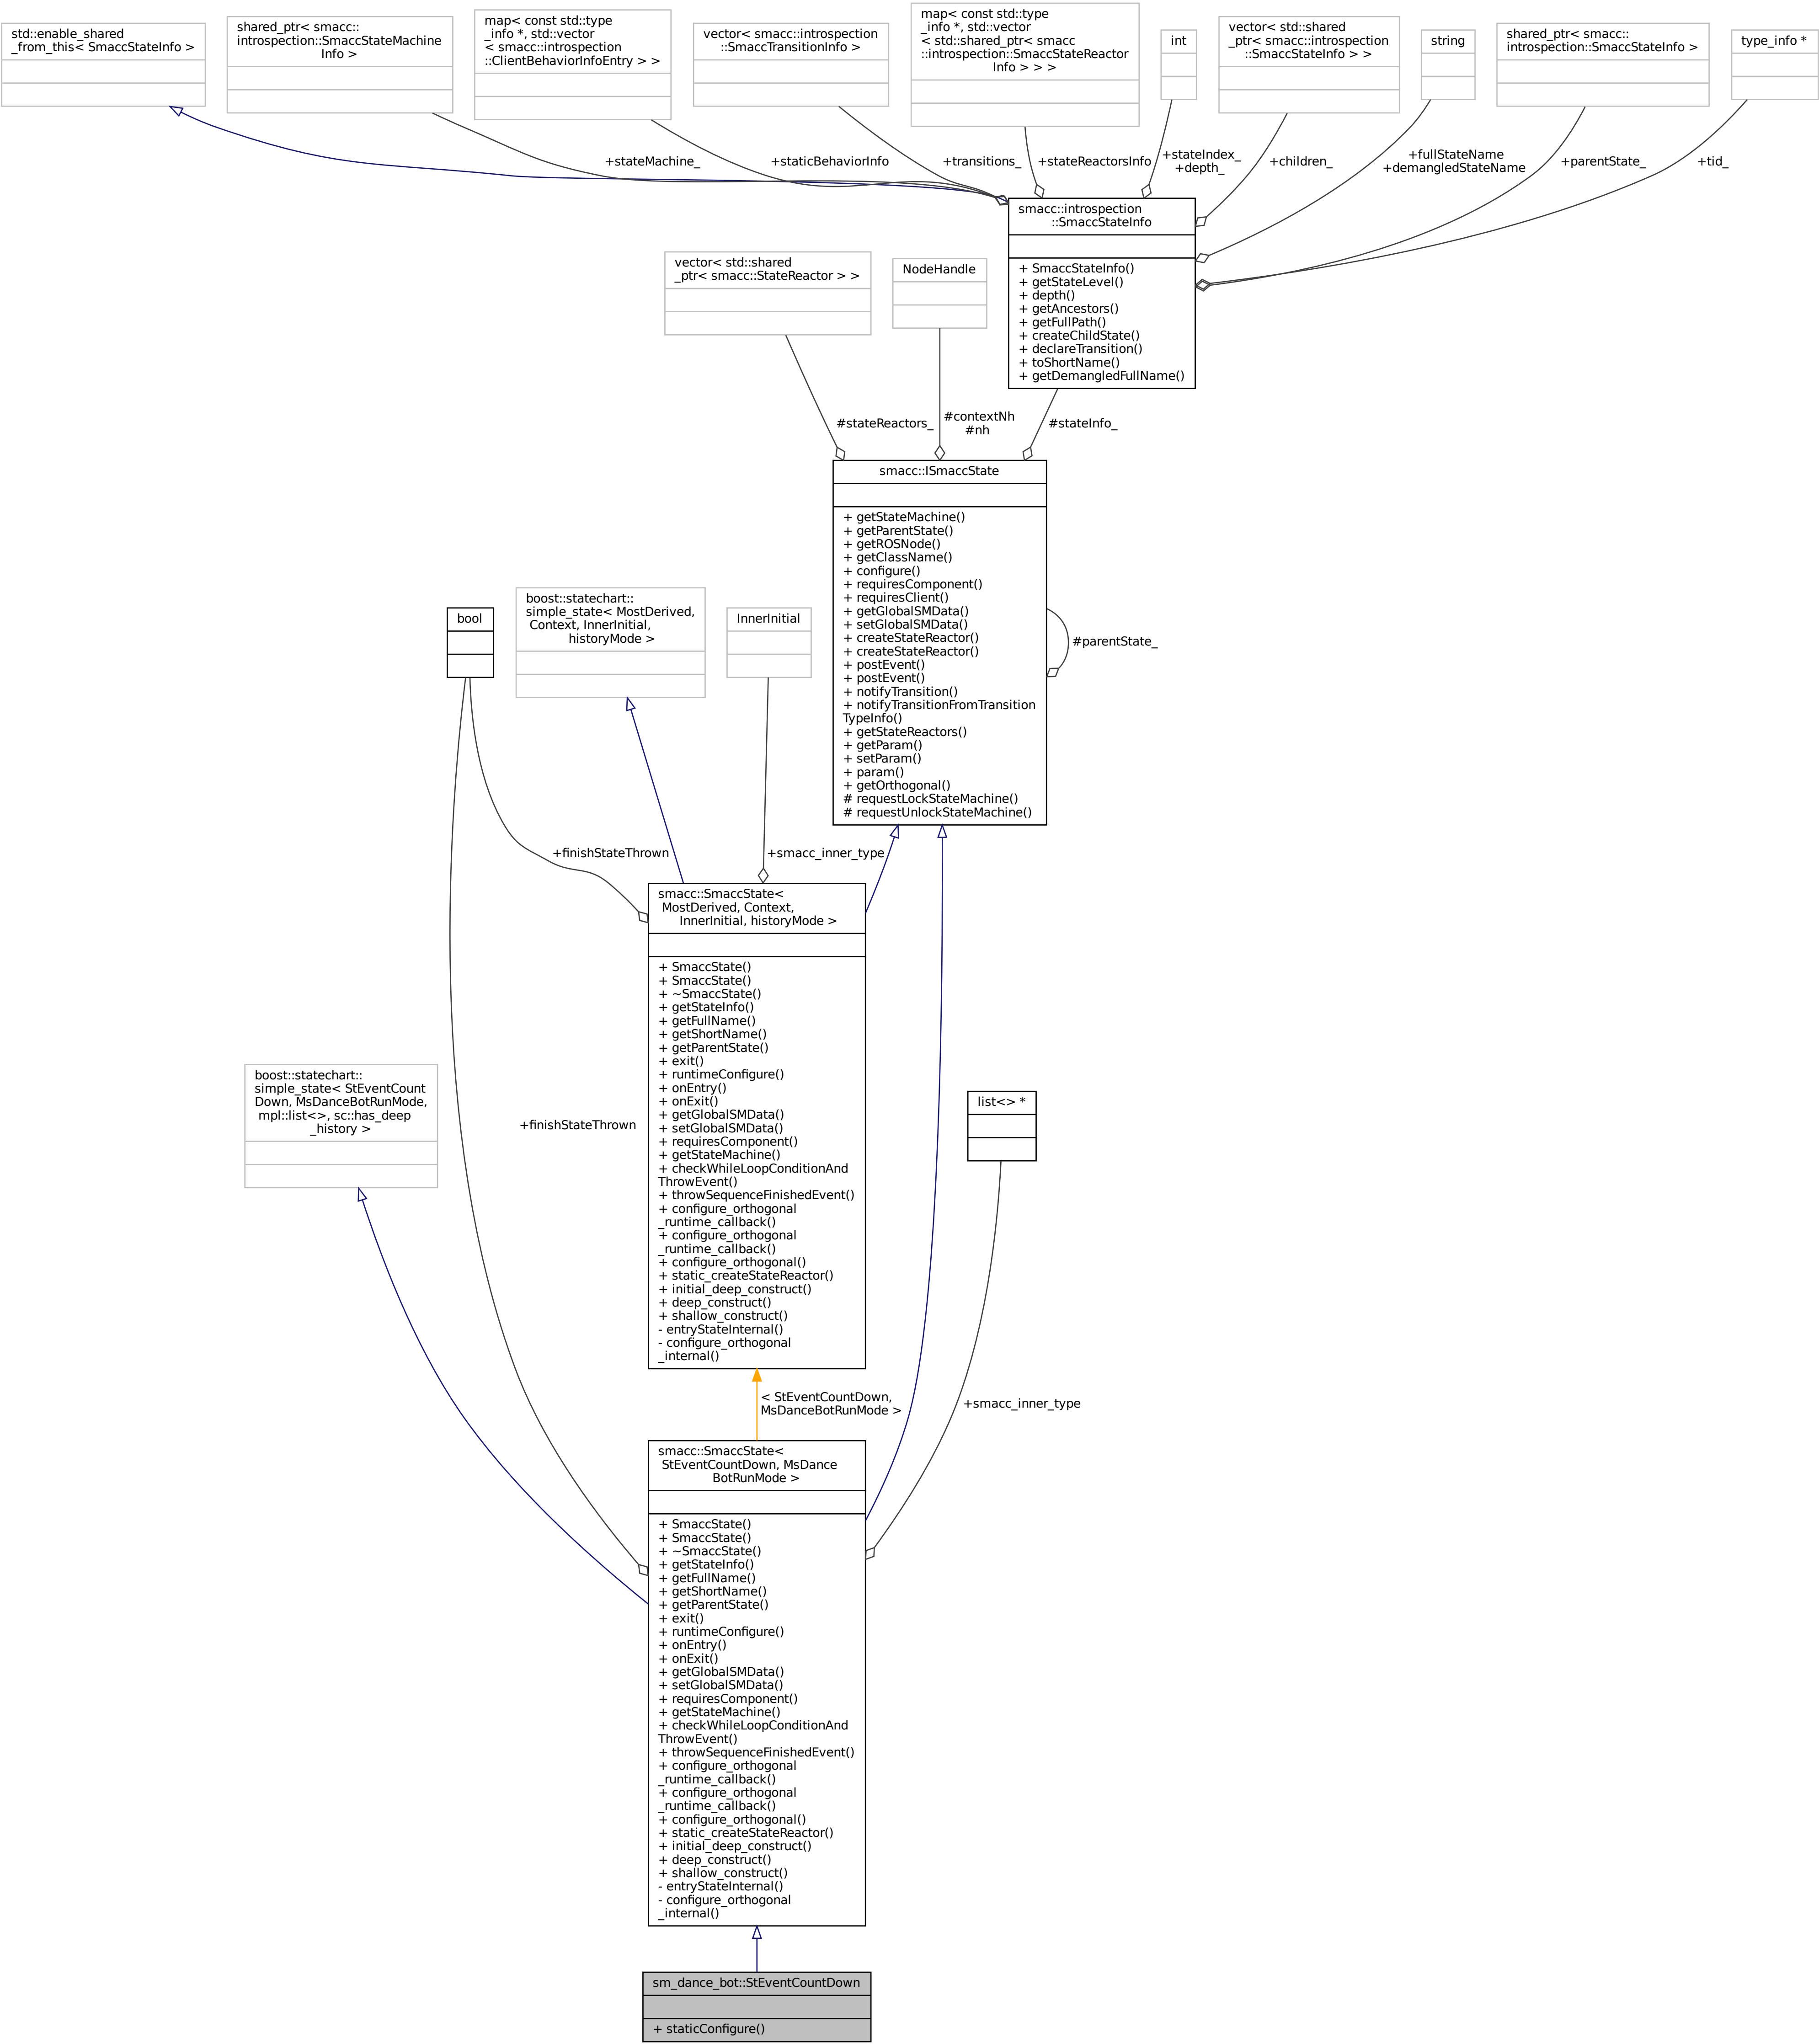 std::enable_shared
_from_this< SmaccStateInfo >
shared_ptr< smacc::
introspection::SmaccStateMachine
Info >
map< const std::type
_info *, std::vector
< smacc::introspection
::ClientBehaviorInfoEntry > >
vector< smacc::introspection
::SmaccTransitionInfo >
map< const std::type
_info *, std::vector
< std::shared_ptr< smacc
::introspection::SmaccStateReactor
Info > > >
int
vector< std::shared
_ptr< smacc::introspection
::SmaccStateInfo > >
string
shared_ptr< smacc::
introspection::SmaccStateInfo >
type_info *
+stateMachine_
+staticBehaviorInfo
+transitions_
+stateReactorsInfo
+stateIndex_
+depth_
+children_
+fullStateName
+demangledStateName
+parentState_
+tid_
smacc::introspection
::SmaccStateInfo
+ SmaccStateInfo()
+ getStateLevel()
+ depth()
+ getAncestors()
+ getFullPath()
+ createChildState()
+ declareTransition()
+ toShortName()
+ getDemangledFullName()
vector< std::shared
_ptr< smacc::StateReactor > >
NodeHandle
#stateReactors_
#contextNh
#nh
#stateInfo_
smacc::ISmaccState
+ getStateMachine()
+ getParentState()
+ getROSNode()
+ getClassName()
+ configure()
+ requiresComponent()
+ requiresClient()
+ getGlobalSMData()
+ setGlobalSMData()
+ createStateReactor()
+ createStateReactor()
+ postEvent()
+ postEvent()
+ notifyTransition()
+ notifyTransitionFromTransition
TypeInfo()
+ getStateReactors()
+ getParam()
+ setParam()
+ param()
+ getOrthogonal()
# requestLockStateMachine()
# requestUnlockStateMachine()
#parentState_
bool
boost::statechart::
simple_state< MostDerived,
Context, InnerInitial,
historyMode >
InnerInitial
+finishStateThrown
+smacc_inner_type
smacc::SmaccState<
MostDerived, Context,
InnerInitial, historyMode >
+ SmaccState()
+ SmaccState()
+ ~SmaccState()
+ getStateInfo()
+ getFullName()
+ getShortName()
+ getParentState()
+ exit()
+ runtimeConfigure()
+ onEntry()
+ onExit()
+ getGlobalSMData()
+ setGlobalSMData()
+ requiresComponent()
+ getStateMachine()
+ checkWhileLoopConditionAnd
ThrowEvent()
+ throwSequenceFinishedEvent()
+ configure_orthogonal
_runtime_callback()
+ configure_orthogonal
_runtime_callback()
+ configure_orthogonal()
+ static_createStateReactor()
+ initial_deep_construct()
+ deep_construct()
+ shallow_construct()
- entryStateInternal()
- configure_orthogonal
_internal()
boost::statechart::
simple_state< StEventCount
Down, MsDanceBotRunMode,
mpl::list<>, sc::has_deep
_history >
+finishStateThrown
list<> *
< StEventCountDown,
MsDanceBotRunMode >
+smacc_inner_type
smacc::SmaccState<
StEventCountDown, MsDance
BotRunMode >
+ SmaccState()
+ SmaccState()
+ ~SmaccState()
+ getStateInfo()
+ getFullName()
+ getShortName()
+ getParentState()
+ exit()
+ runtimeConfigure()
+ onEntry()
+ onExit()
+ getGlobalSMData()
+ setGlobalSMData()
+ requiresComponent()
+ getStateMachine()
+ checkWhileLoopConditionAnd
ThrowEvent()
+ throwSequenceFinishedEvent()
+ configure_orthogonal
_runtime_callback()
+ configure_orthogonal
_runtime_callback()
+ configure_orthogonal()
+ static_createStateReactor()
+ initial_deep_construct()
+ deep_construct()
+ shallow_construct()
- entryStateInternal()
- configure_orthogonal
_internal()
sm_dance_bot::StEventCountDown
+ staticConfigure()